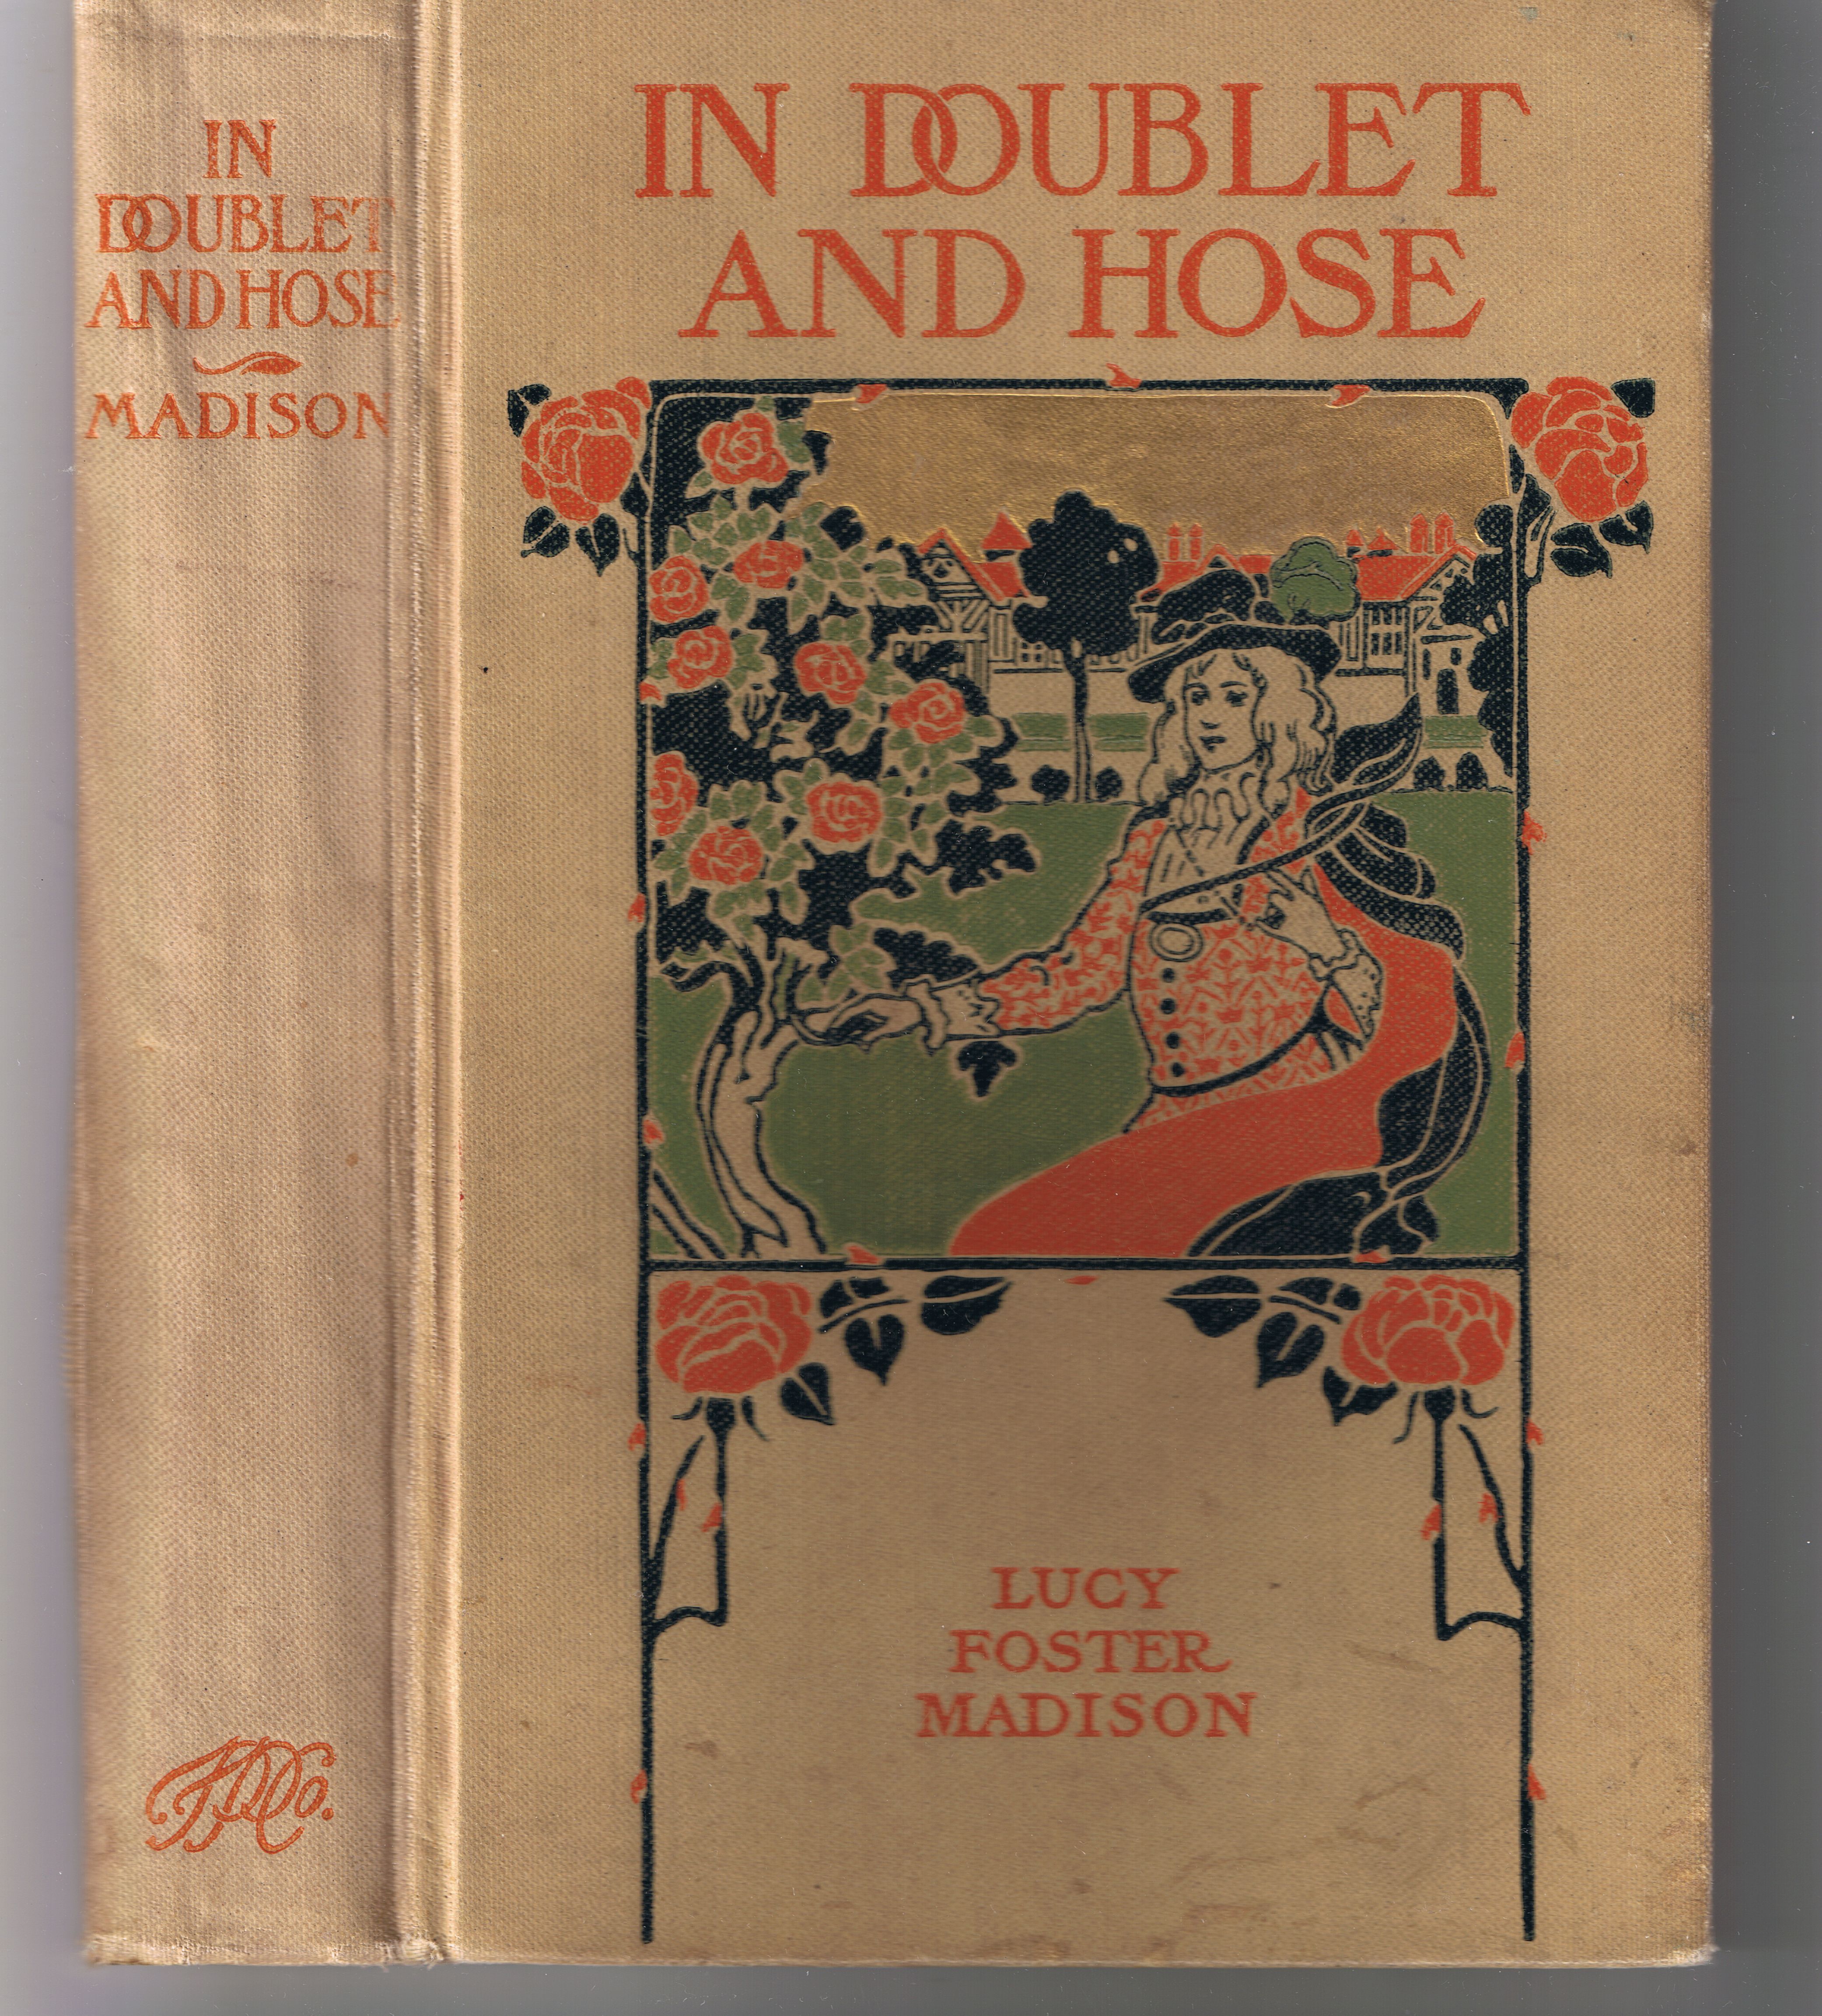 IN
DOUBLET
AND HOSE
MADISON
IN DOUBLET
AND HOSE
LUCY
FOSTER
MADISON